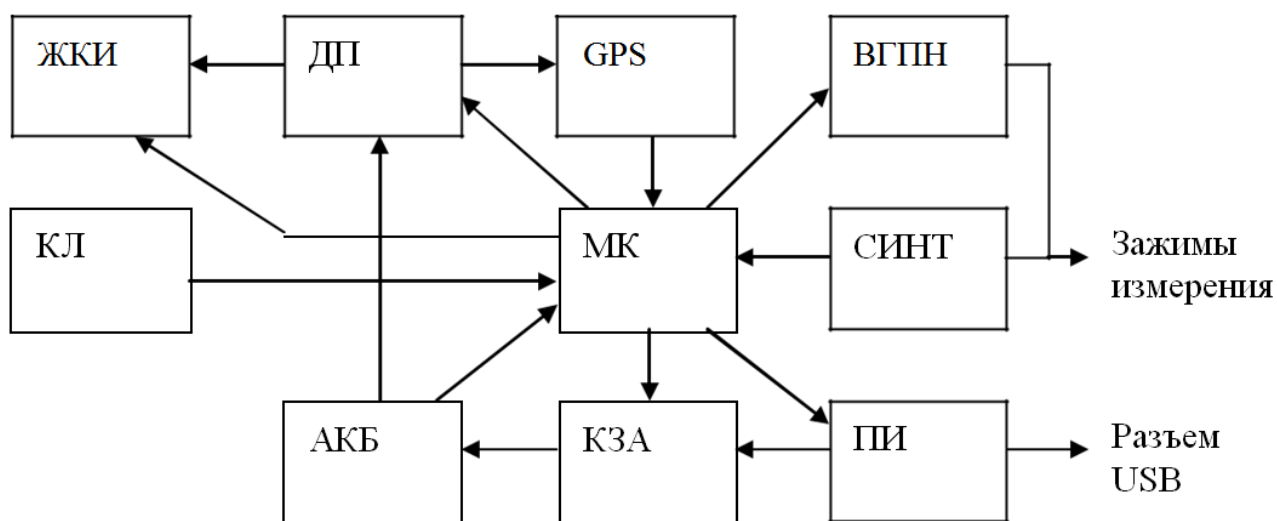 ЖКИ
ДП
GPS
ВГПН
КЛ
МК
СИНТ
Зажимы
измерения
АКБ
КЗА
ПИ
Разъем
USB